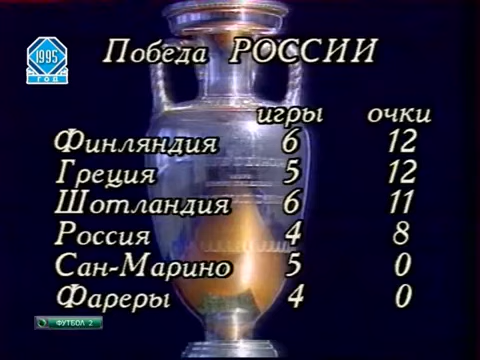 1995
ГОД
Победа РОССИИ
игры очки
Финляндия 6 12
Греция 5 12
Шотландия 6 11
Россия 4 8
Сан-Марино 5 0
Фареры 4 0
ФУТБОЛ 2